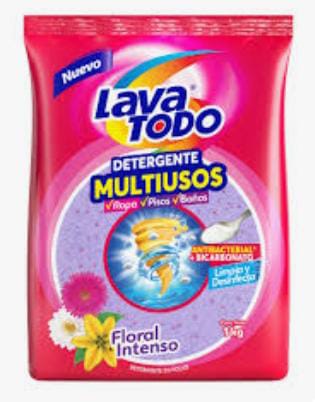 Nuevo
Lava
TODO
DETERGENTE
MULTIUSOS
✓Ropa ✓Pisos ✓Baños
ANTIBACTERIAL*
+ BICARBONATO
Limpia y
Desinfecta
Floral
Intenso
1kg